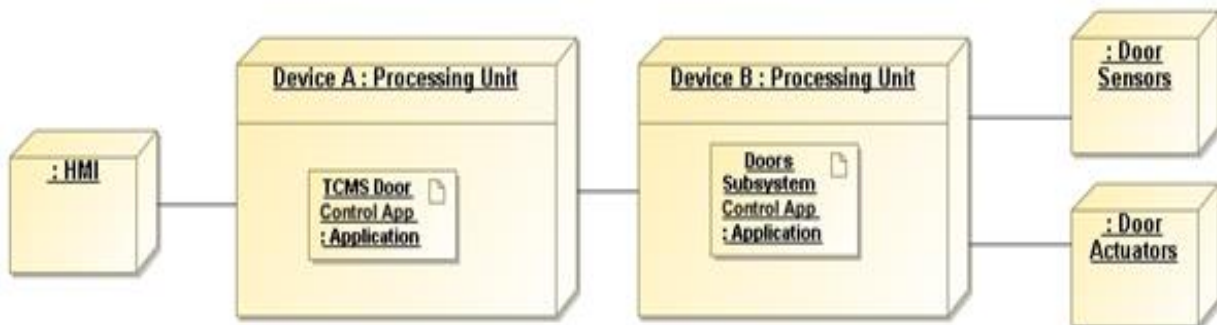 : HMI
Device A : Processing Unit
TCMS Door
Control App
: Application
Device B : Processing Unit
Doors
Subsystem
Control App
: Application
: Door
Sensors
: Door
Actuators